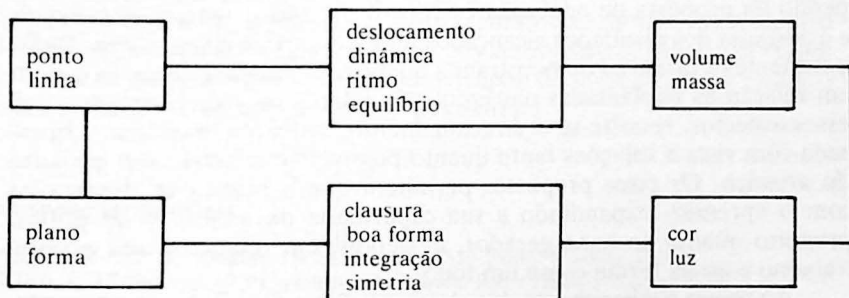 ponto
linha
deslocamento
dinâmica
ritmo
equilíbrio
volume
massa
plano
forma
clausura
boa forma
integração
simetria
cor
luz